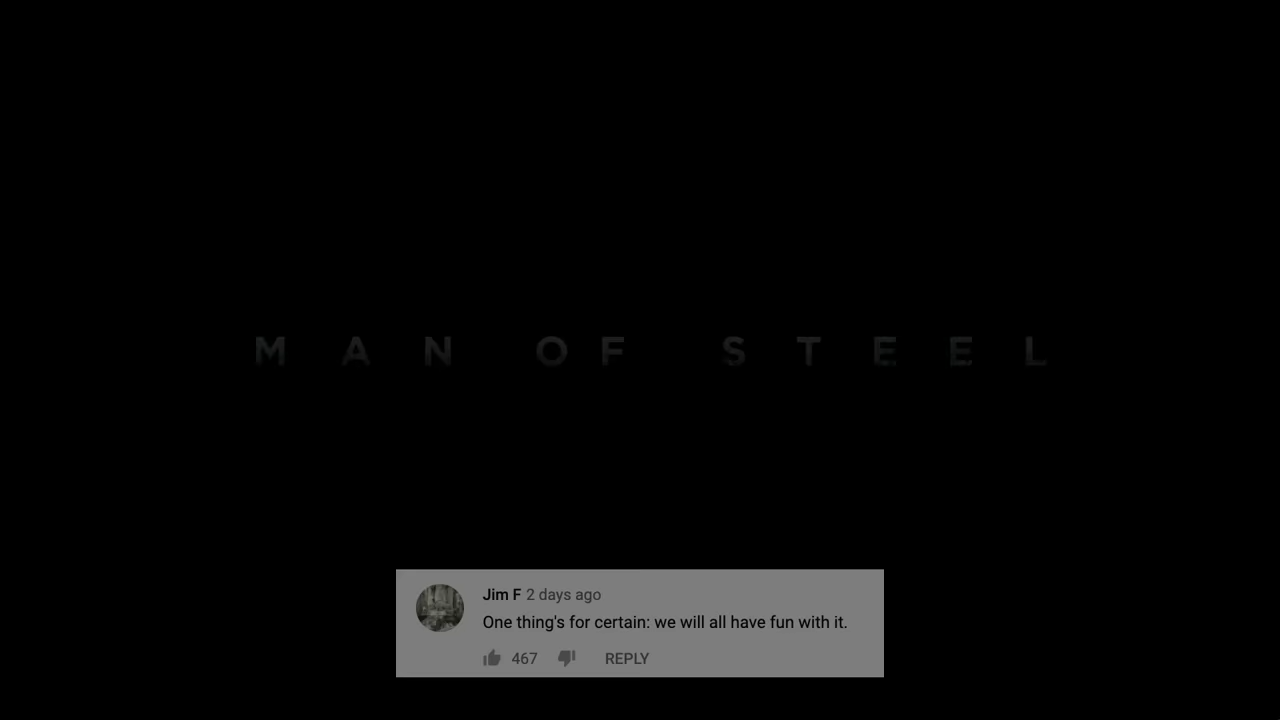 MAN OF STEEL
Jim F 2 days ago
One thing's for certain: we will all have fun with it.
467 REPLY